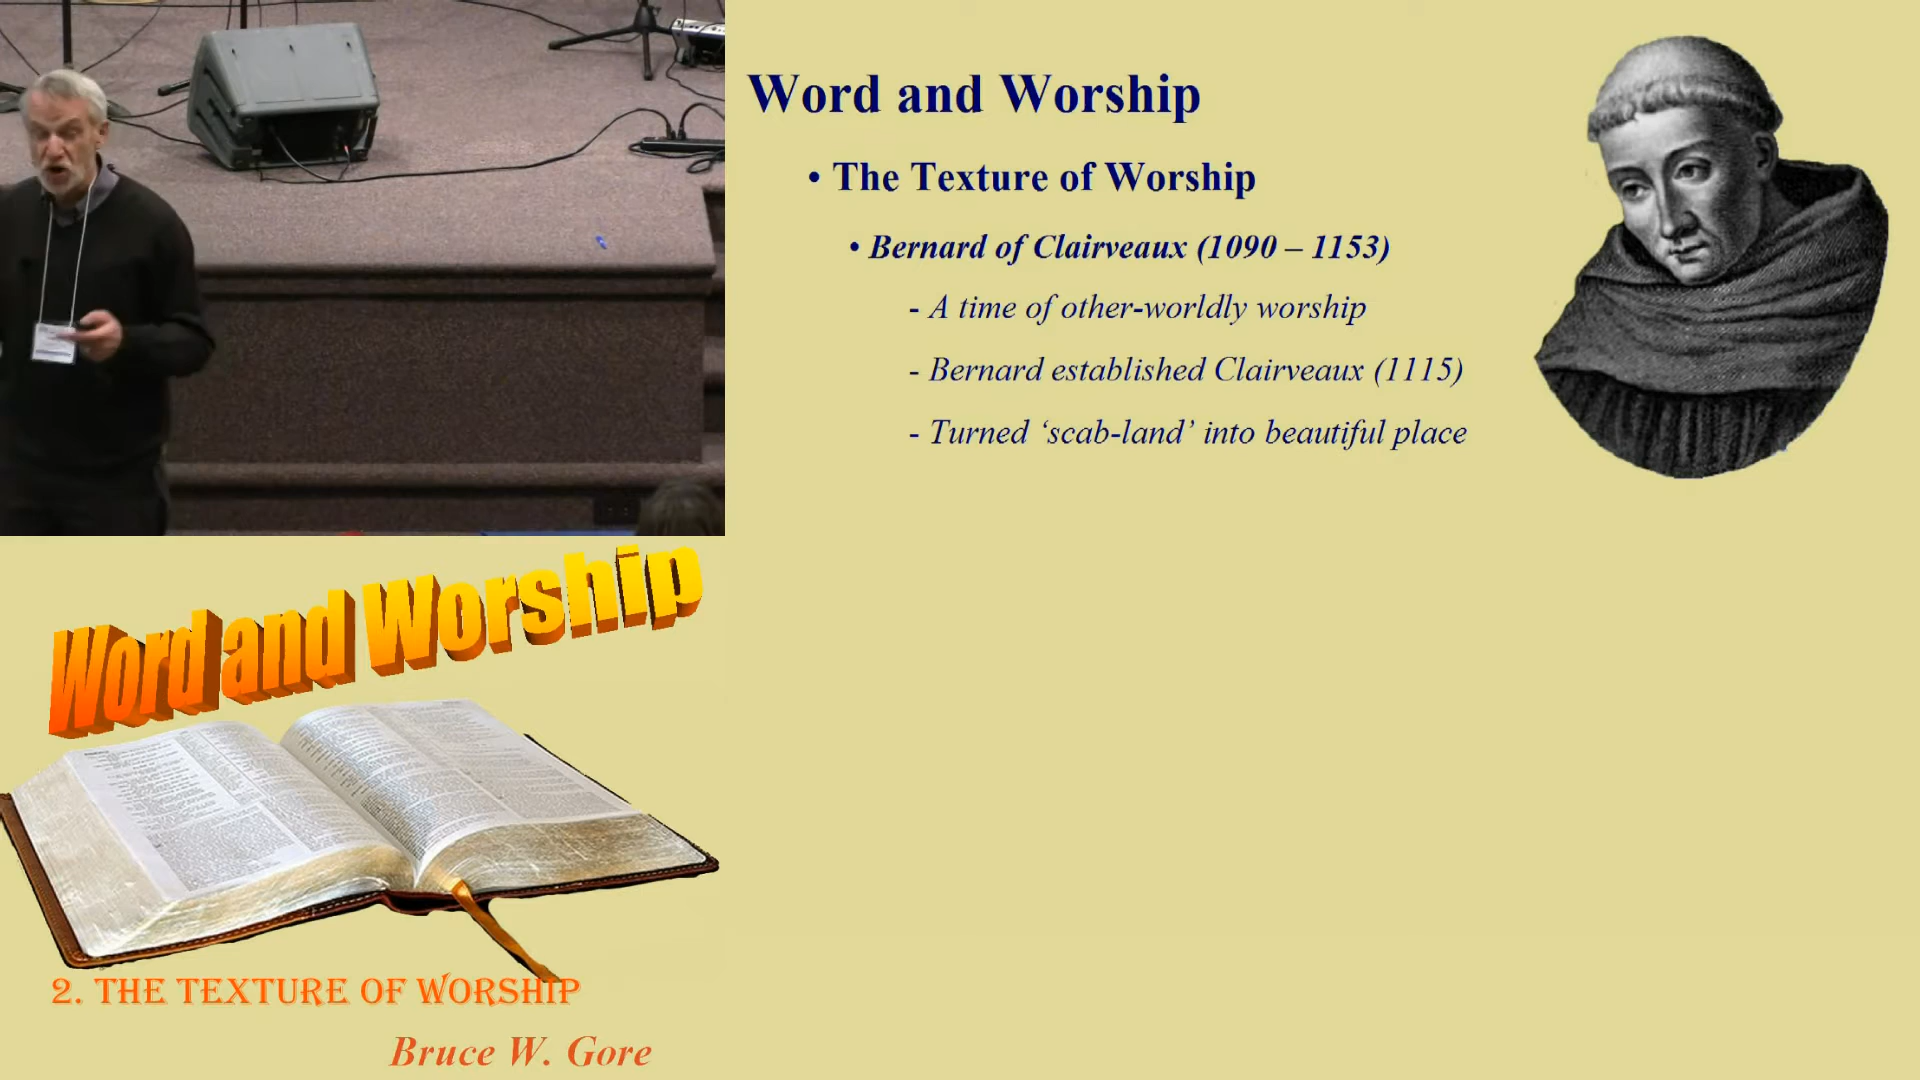 Word and Worship
• The Texture of Worship
• Bernard of Clairveaux (1090 – 1153)
- A time of other-worldly worship
- Bernard established Clairveaux (1115)
- Turned ‘scab-land’ into beautiful place
Word and Worship
2. THE TEXTURE OF WORSHIP
Bruce W. Gore